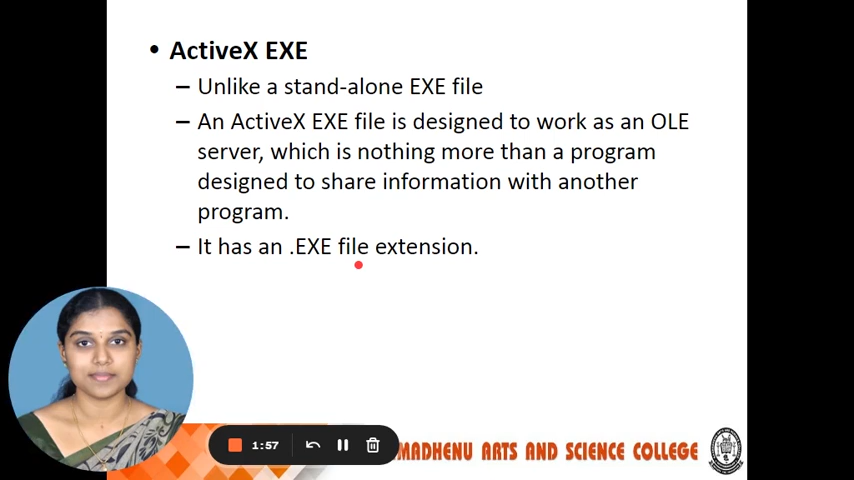 • ActiveX EXE
– Unlike a stand-alone EXE file
– An ActiveX EXE file is designed to work as an OLE
server, which is nothing more than a program
designed to share information with another
program.
– It has an .EXE file extension.
1:57
MADHENU ARTS AND SCIENCE COLLEGE